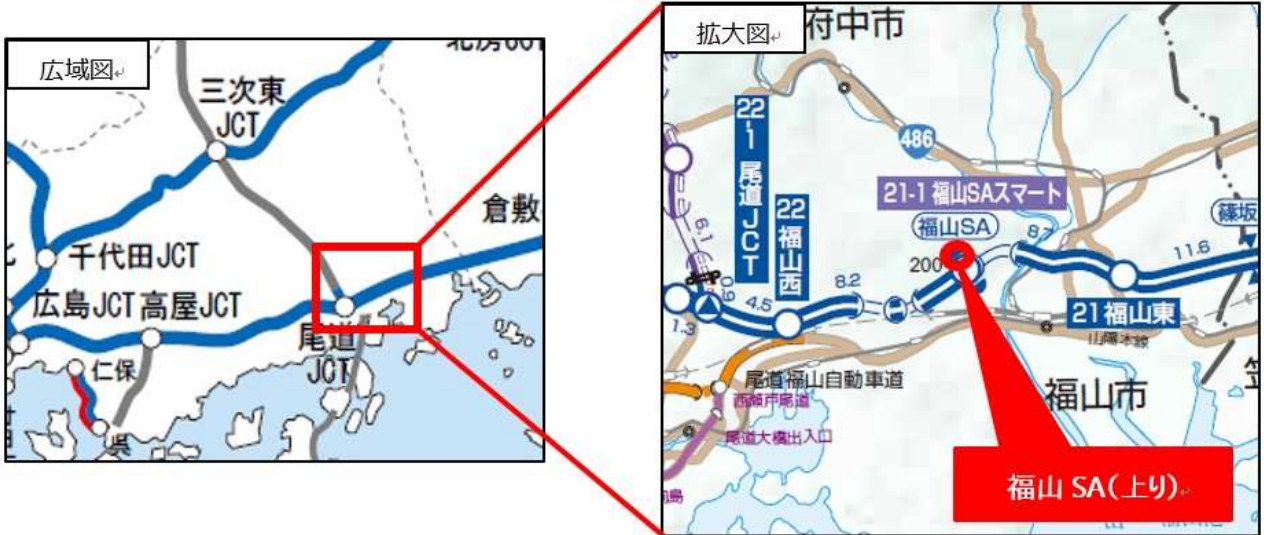 広域図
三次東
JCT
倉敷
千代田JCT
広島JCT
高屋JCT
尾道
JCT
仁保
呉
拡大図
府中市
486
22-1 尾道JCT
22 福山西
21-1 福山SAスマート
福山SA
篠坂
200
8.7
11.6
6.1
0.9
4.5
8.2
1.3
21 福山東
山陽本線
尾道福山自動車道
西瀬戸尾道
福山市
尾道大橋出入口
福山 SA(上り)